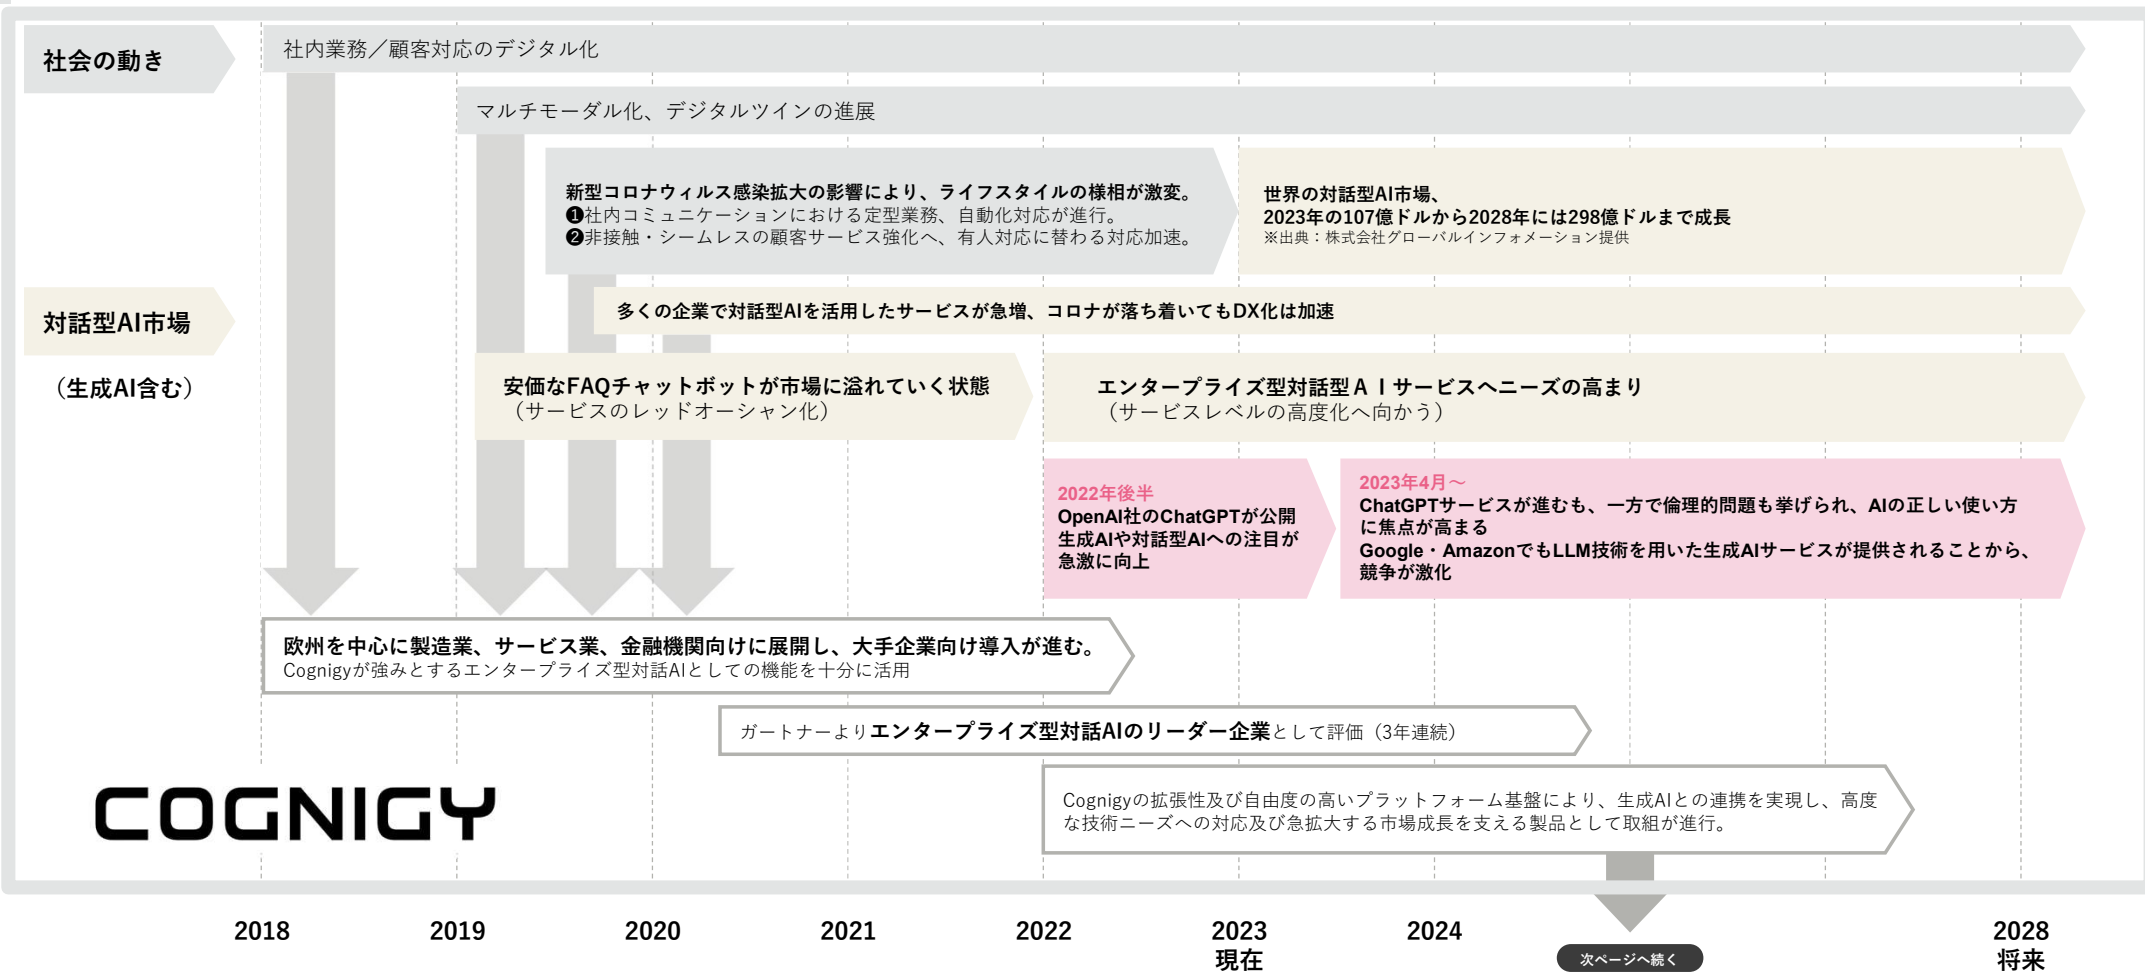 社会の動き
社内業務／顧客対応のデジタル化
マルチモーダル化、デジタルツインの進展
新型コロナウィルス感染拡大の影響により、ライフスタイルの様相が激変。
❶社内コミュニケーションにおける定型業務、自動化対応が進行。
❷非接触・シームレスの顧客サービス強化へ、有人対応に替わる対応加速。
世界の対話型AI市場、
2023年の107億ドルから2028年には298億ドルまで成長
※出典：株式会社グローバルインフォメーション提供
対話型AI市場
（生成AI含む）
多くの企業で対話型AIを活用したサービスが急増、コロナが落ち着いてもDX化は加速
安価なFAQチャットボットが市場に溢れていく状態
（サービスのレッドオーシャン化）
エンタープライズ型対話型ＡＩサービスへニーズの高まり
（サービスレベルの高度化へ向かう）
2022年後半
OpenAI社のChatGPTが公開
生成AIや対話型AIへの注目が
急激に向上
2023年4月～
ChatGPTサービスが進むも、一方で倫理的問題も挙げられ、AIの正しい使い方
に焦点が高まる
Google・AmazonでもLLM技術を用いた生成AIサービスが提供されることから、
競争が激化
欧州を中心に製造業、サービス業、金融機関向けに展開し、大手企業向け導入が進む。
Cognigyが強みとするエンタープライズ型対話AIとしての機能を十分に活用
ガートナーよりエンタープライズ型対話AIのリーダー企業として評価（3年連続）
Cognigyの拡張性及び自由度の高いプラットフォーム基盤により、生成AIとの連携を実現し、高度
な技術ニーズへの対応及び急拡大する市場成長を支える製品として取組が進行。
COGNIGY
2018
2019
2020
2021
2022
2023
現在
2024
次ページへ続く
2028
将来